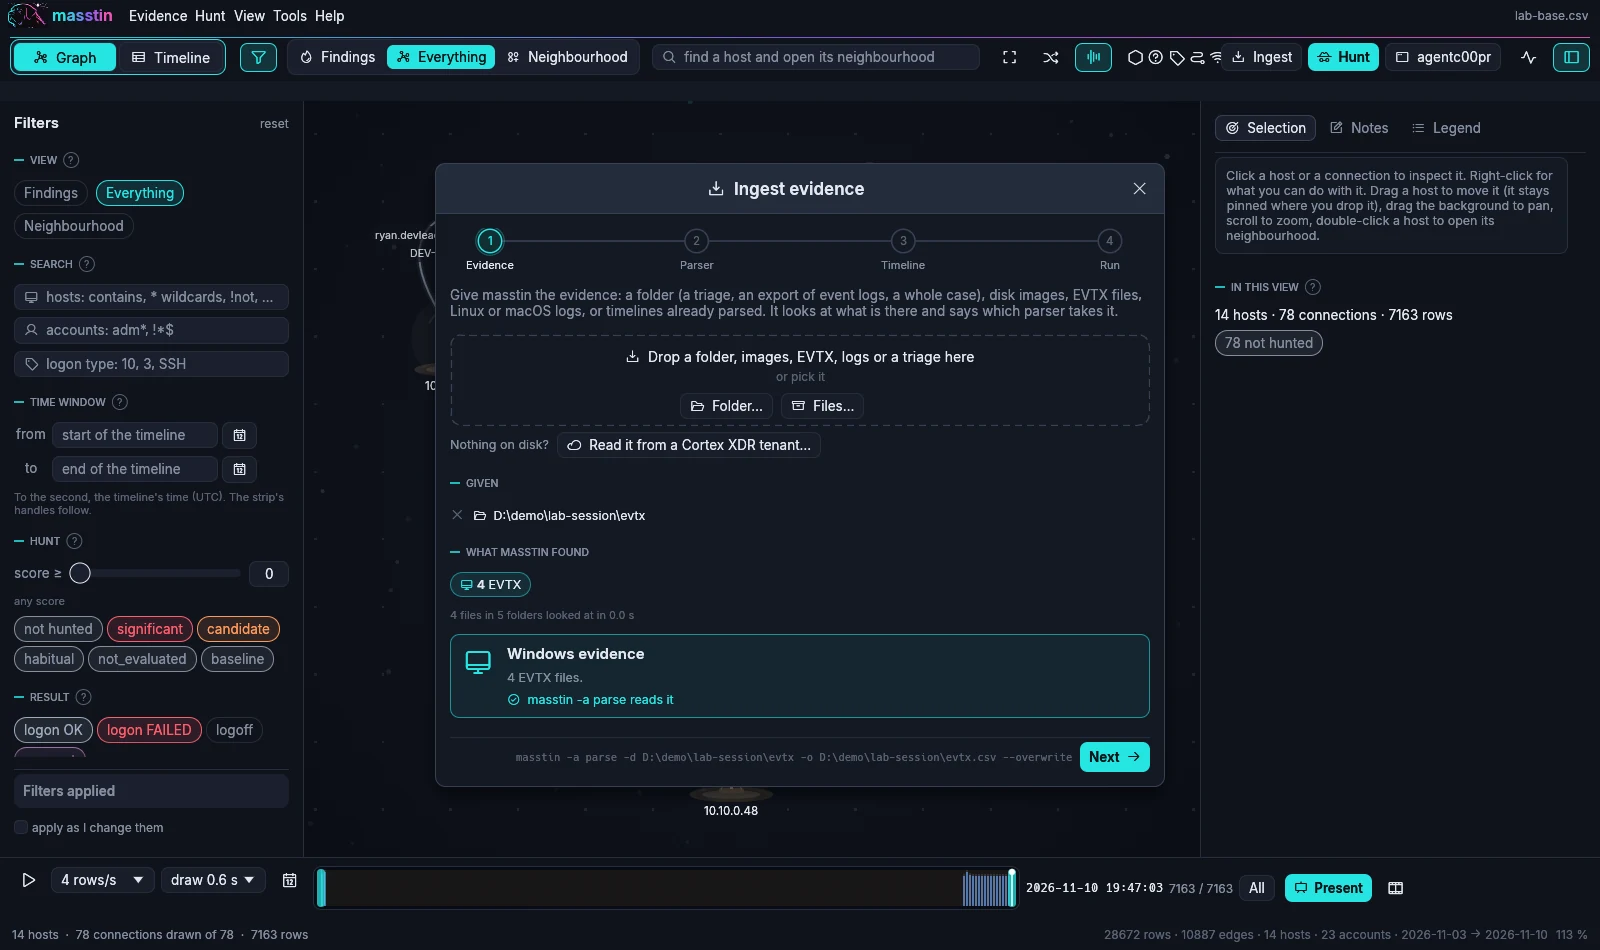 masstin Evidence Hunt View Tools Help lab-base.csv
Graph Timeline Findings Everything Neighbourhood find a host and open its neighbourhood Ingest Hunt agentc00pr
Filters reset
VIEW ?
Findings Everything
Neighbourhood
SEARCH ?
hosts: contains, * wildcards, !not, ...
accounts: adm*, !*$
logon type: 10, 3, SSH
TIME WINDOW ?
from start of the timeline
to end of the timeline
To the second, the timeline's time (UTC). The strip's
handles follow.
HUNT ?
score ≥ 0
any score
not hunted significant candidate
habitual not_evaluated baseline
RESULT ?
logon OK logon FAILED logoff
Filters applied
apply as I change them
ryan.devlea
DEV-
10
Ingest evidence
1 2 3 4
Evidence Parser Timeline Run
Give masstin the evidence: a folder (a triage, an export of event logs, a whole case), disk images, EVTX files,
Linux or macOS logs, or timelines already parsed. It looks at what is there and says which parser takes it.
Drop a folder, images, EVTX, logs or a triage here
or pick it
Folder... Files...
Nothing on disk? Read it from a Cortex XDR tenant...
GIVEN
D:\demo\lab-session\evtx
WHAT MASSTIN FOUND
4 EVTX
4 files in 5 folders looked at in 0.0 s
Windows evidence
4 EVTX files.
masstin -a parse reads it
masstin -a parse -d D:\demo\lab-session\evtx -o D:\demo\lab-session\evtx.csv --overwrite Next
10.10.0.48
Selection Notes Legend
Click a host or a connection to inspect it. Right-click for
what you can do with it. Drag a host to move it (it stays
pinned where you drop it), drag the background to pan,
scroll to zoom, double-click a host to open its
neighbourhood.
IN THIS VIEW ?
14 hosts · 78 connections · 7163 rows
78 not hunted
4 rows/s draw 0.6 s 2026-11-10 19:47:03 7163 / 7163 All Present
14 hosts · 78 connections drawn of 78 · 7163 rows 28672 rows · 10887 edges · 14 hosts · 23 accounts · 2026-11-03 → 2026-11-10 113 %